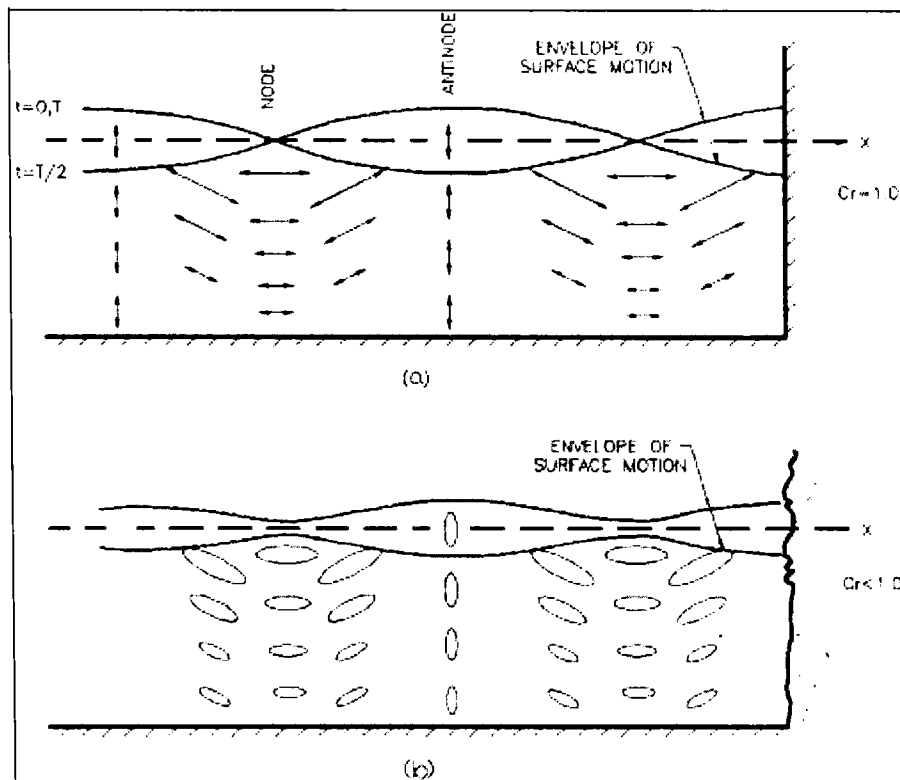 ENVELOPE OF
SURFACE MOTION
NODE
ANTINODE
t=0,T
x
t=T/2
Cr=1.0
(a)
ENVELOPE OF
SURFACE MOTION
x
Cr<1.0
(b)